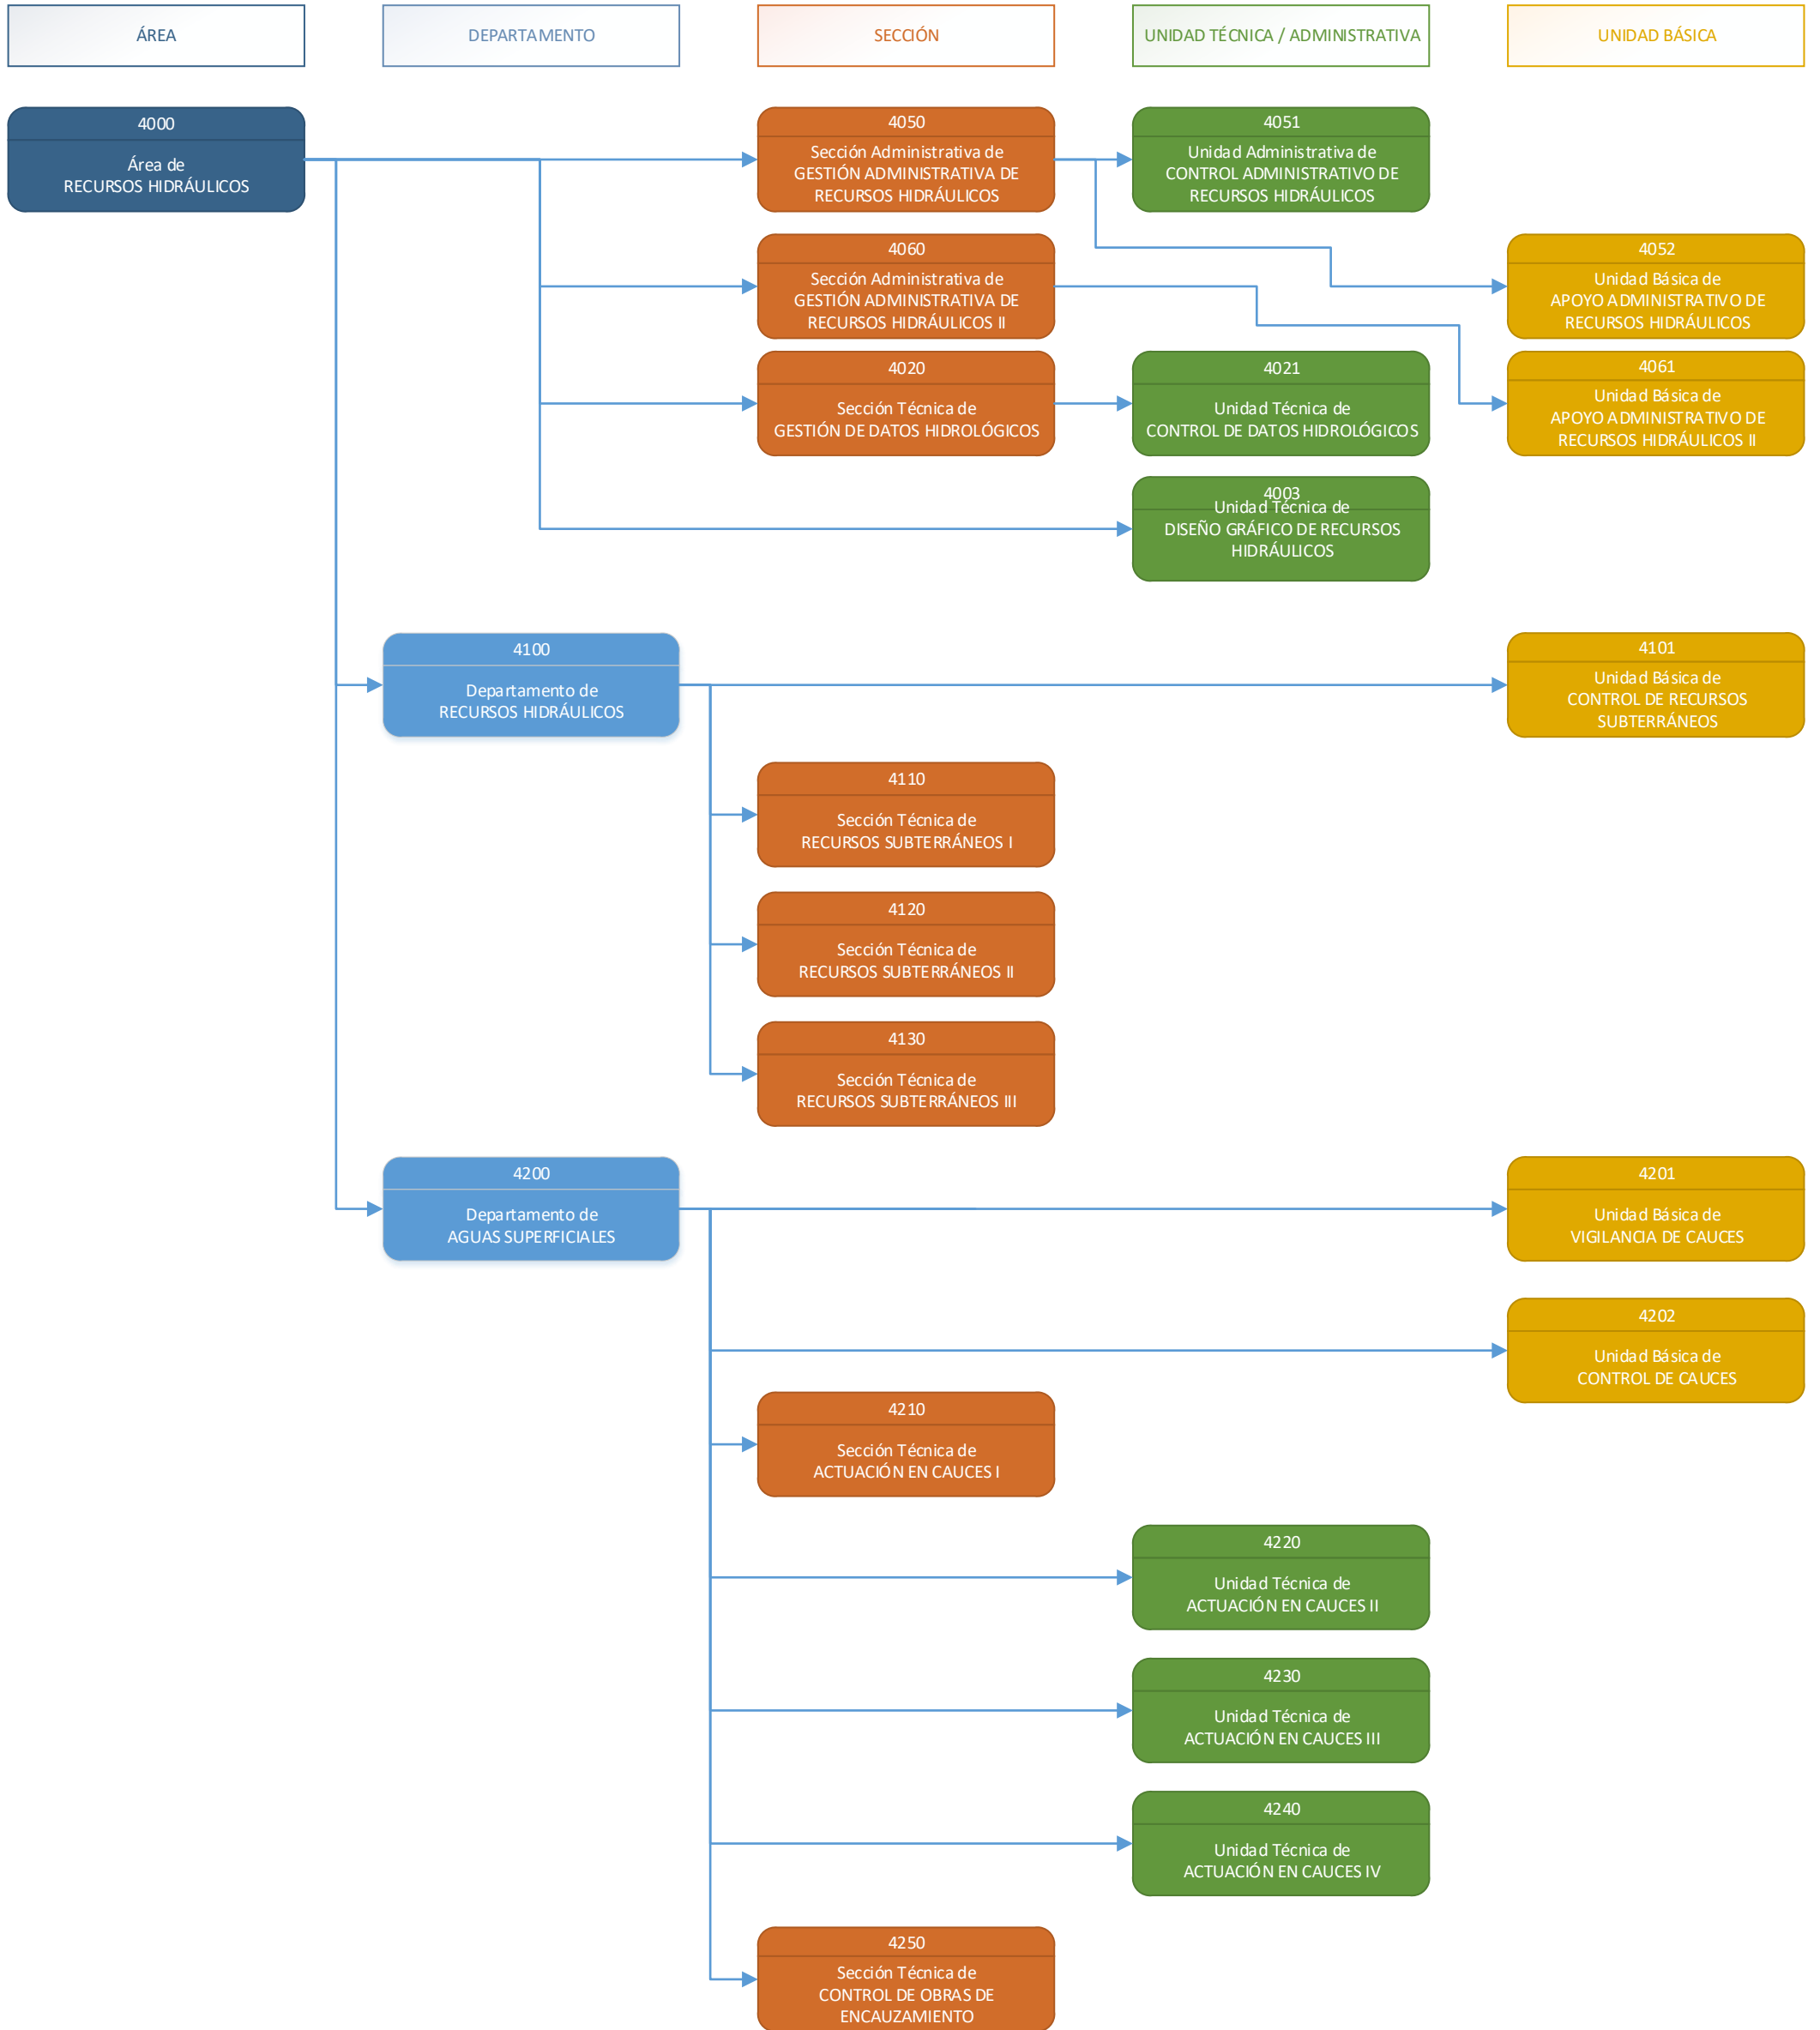 ÁREA
DEPARTAMENTO
SECCIÓN
UNIDAD TÉCNICA / ADMINISTRATIVA
UNIDAD BÁSICA
4000
Área de
RECURSOS HIDRÁULICOS
4050
Sección Administrativa de
GESTIÓN ADMINISTRATIVA DE
RECURSOS HIDRÁULICOS
4051
Unidad Administrativa de
CONTROL ADMINISTRATIVO DE
RECURSOS HIDRÁULICOS
4060
Sección Administrativa de
GESTIÓN ADMINISTRATIVA DE
RECURSOS HIDRÁULICOS II
4052
Unidad Básica de
APOYO ADMINISTRATIVO DE
RECURSOS HIDRÁULICOS
4020
Sección Técnica de
GESTIÓN DE DATOS HIDROLÓGICOS
4021
Unidad Técnica de
CONTROL DE DATOS HIDROLÓGICOS
4061
Unidad Básica de
APOYO ADMINISTRATIVO DE
RECURSOS HIDRÁULICOS II
4003
Unidad Técnica de
DISEÑO GRÁFICO DE RECURSOS
HIDRÁULICOS
4100
Departamento de
RECURSOS HIDRÁULICOS
4101
Unidad Básica de
CONTROL DE RECURSOS
SUBTERRÁNEOS
4110
Sección Técnica de
RECURSOS SUBTERRÁNEOS I
4120
Sección Técnica de
RECURSOS SUBTERRÁNEOS II
4130
Sección Técnica de
RECURSOS SUBTERRÁNEOS III
4200
Departamento de
AGUAS SUPERFICIALES
4201
Unidad Básica de
VIGILANCIA DE CAUCES
4202
Unidad Básica de
CONTROL DE CAUCES
4210
Sección Técnica de
ACTUACIÓN EN CAUCES I
4220
Unidad Técnica de
ACTUACIÓN EN CAUCES II
4230
Unidad Técnica de
ACTUACIÓN EN CAUCES III
4240
Unidad Técnica de
ACTUACIÓN EN CAUCES IV
4250
Sección Técnica de
CONTROL DE OBRAS DE
ENCAUZAMIENTO